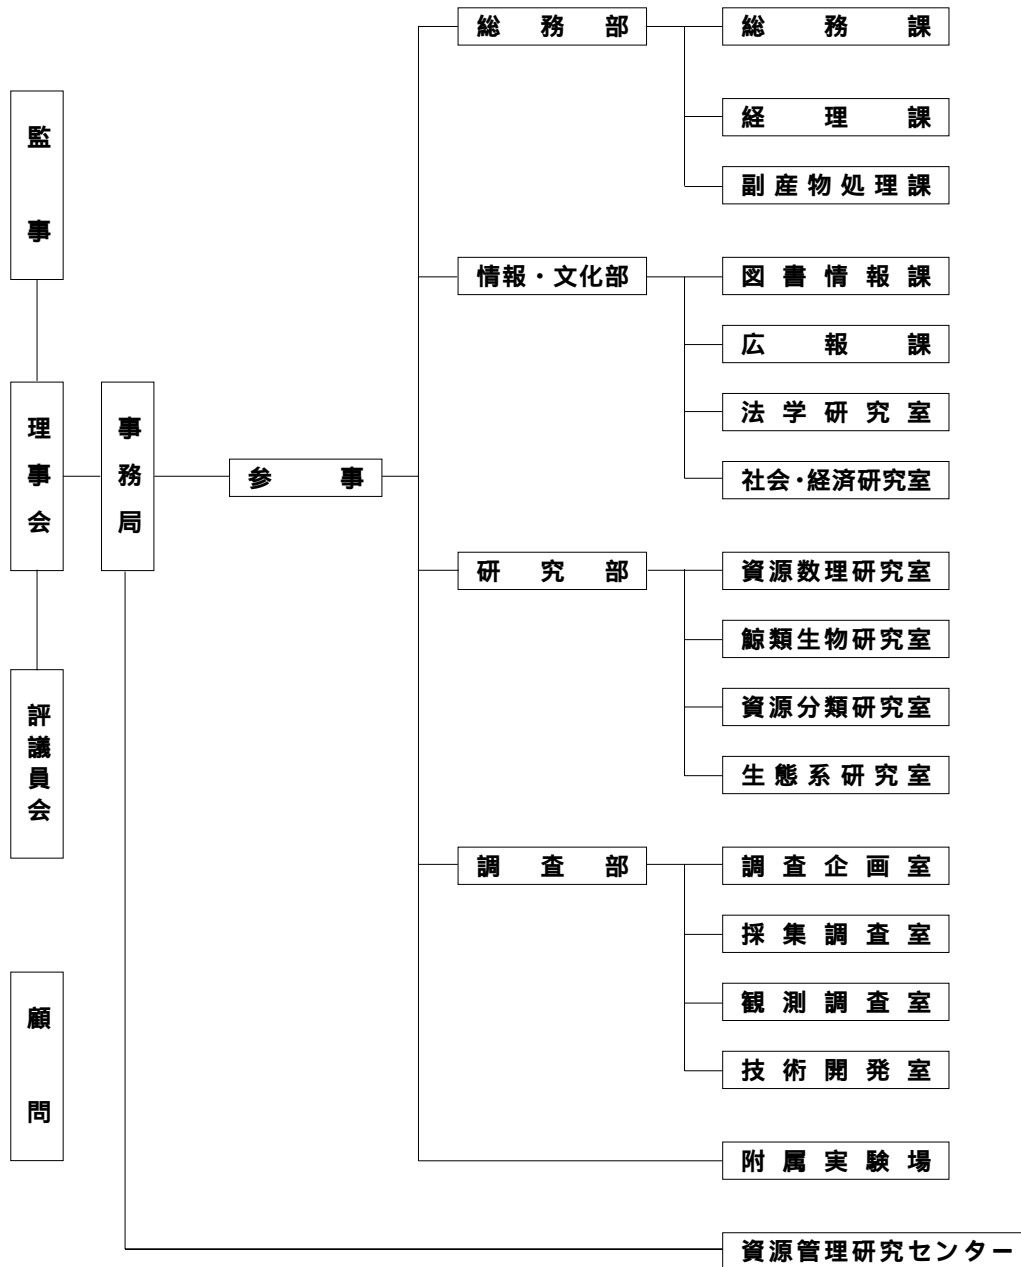 監事
理事会
評議員会
顧問
事務局
参事
総務部
総務課
経理課
副産物処理課
情報・文化部
図書情報課
広報課
法学研究室
社会・経済研究室
研究部
資源数理研究室
鯨類生物研究室
資源分類研究室
生態系研究室
調査部
調査企画室
採集調査室
観測調査室
技術開発室
附属実験場
資源管理研究センター